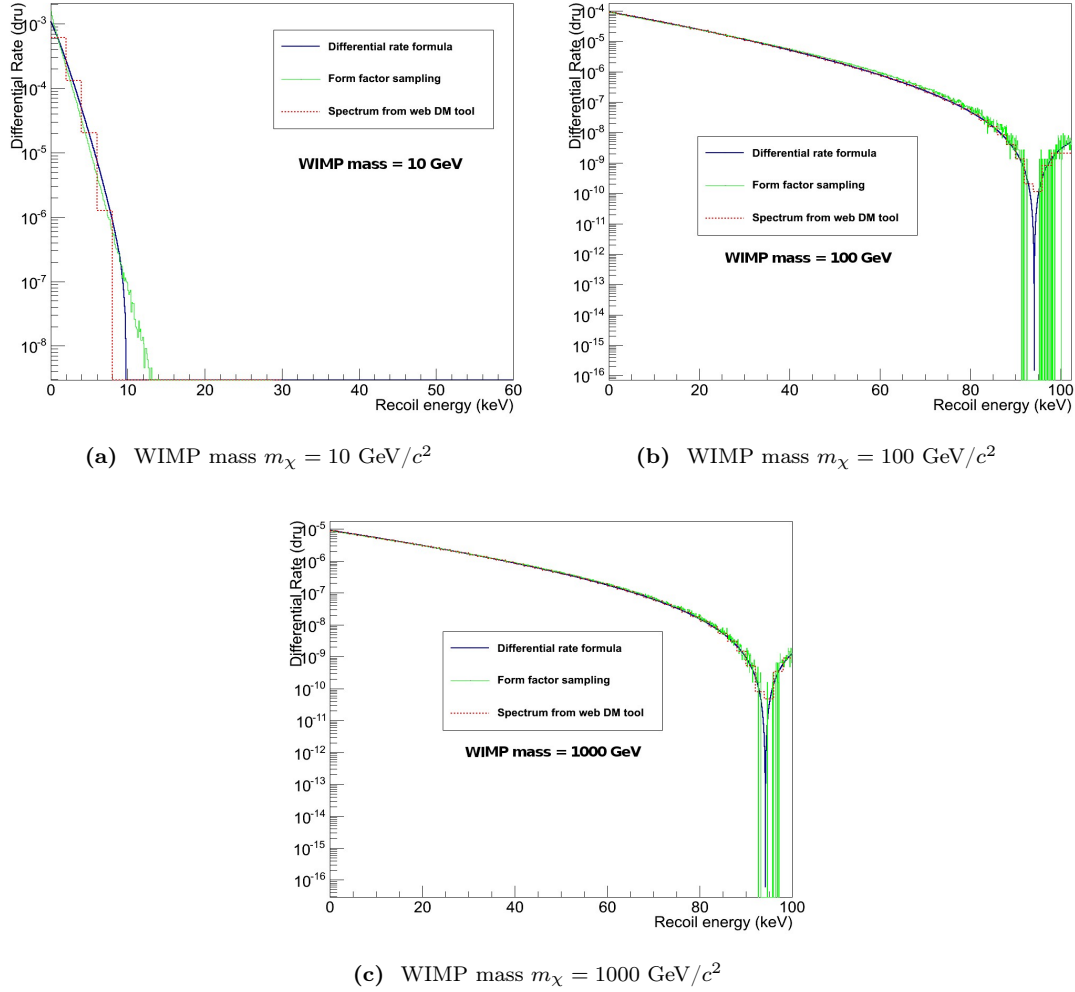 Differential Rate (dru)
10⁻³
10⁻⁴
10⁻⁵
10⁻⁶
10⁻⁷
10⁻⁸
Differential rate formula
Form factor sampling
Spectrum from web DM tool
WIMP mass = 10 GeV
0 10 20 30 40 50 60
Recoil energy (keV)
(a) WIMP mass mχ = 10 GeV/c²
Differential Rate (dru)
10⁻⁴
10⁻⁵
10⁻⁶
10⁻⁷
10⁻⁸
10⁻⁹
10⁻¹⁰
10⁻¹¹
10⁻¹²
10⁻¹³
10⁻¹⁴
10⁻¹⁵
10⁻¹⁶
Differential rate formula
Form factor sampling
Spectrum from web DM tool
WIMP mass = 100 GeV
0 20 40 60 80 100
Recoil energy (keV)
(b) WIMP mass mχ = 100 GeV/c²
Differential Rate (dru)
10⁻⁵
10⁻⁶
10⁻⁷
10⁻⁸
10⁻⁹
10⁻¹⁰
10⁻¹¹
10⁻¹²
10⁻¹³
10⁻¹⁴
10⁻¹⁵
10⁻¹⁶
Differential rate formula
Form factor sampling
Spectrum from web DM tool
WIMP mass = 1000 GeV
0 20 40 60 80 100
Recoil energy (keV)
(c) WIMP mass mχ = 1000 GeV/c²